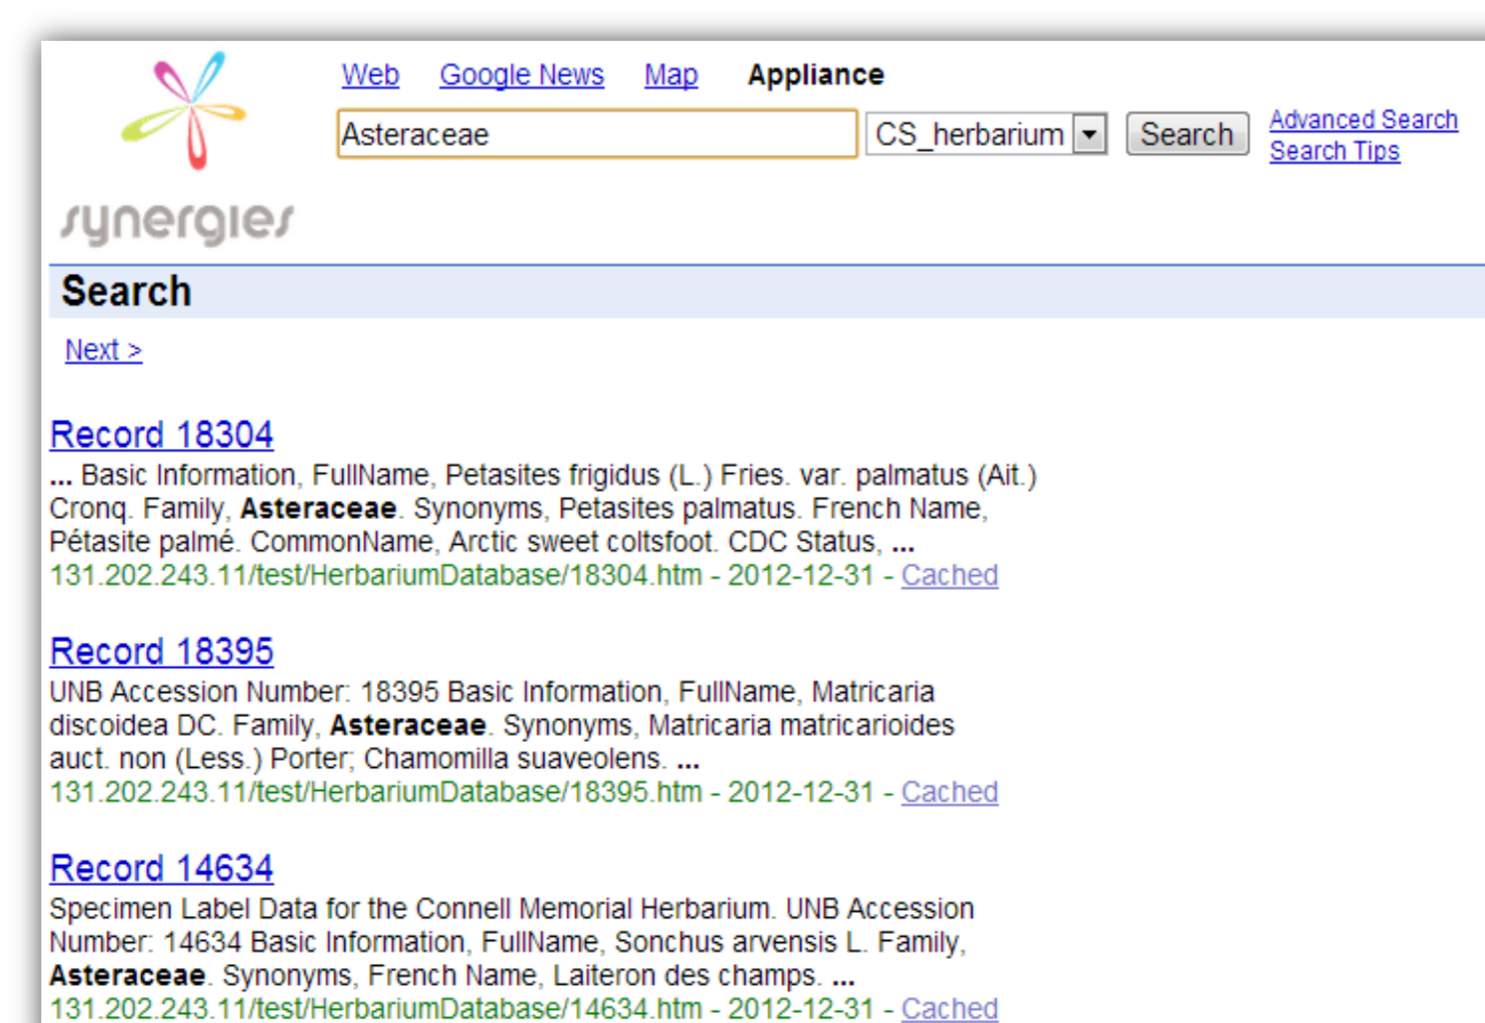 Web Google News Map Appliance
Asteraceae CS_herbarium Search Advanced Search
Search Tips
synergies
Search
Next >
Record 18304
... Basic Information, FullName, Petasites frigidus (L.) Fries. var. palmatus (Ait.)
Cronq. Family, Asteraceae. Synonyms, Petasites palmatus. French Name,
Pétasite palmé. CommonName, Arctic sweet coltsfoot. CDC Status, ...
131.202.243.11/test/HerbariumDatabase/18304.htm - 2012-12-31 - Cached
Record 18395
UNB Accession Number: 18395 Basic Information, FullName, Matricaria
discoidea DC. Family, Asteraceae. Synonyms, Matricaria matricarioides
auct. non (Less.) Porter; Chamomilla suaveolens. ...
131.202.243.11/test/HerbariumDatabase/18395.htm - 2012-12-31 - Cached
Record 14634
Specimen Label Data for the Connell Memorial Herbarium. UNB Accession
Number: 14634 Basic Information, FullName, Sonchus arvensis L. Family,
Asteraceae. Synonyms, French Name, Laiteron des champs. ...
131.202.243.11/test/HerbariumDatabase/14634.htm - 2012-12-31 - Cached